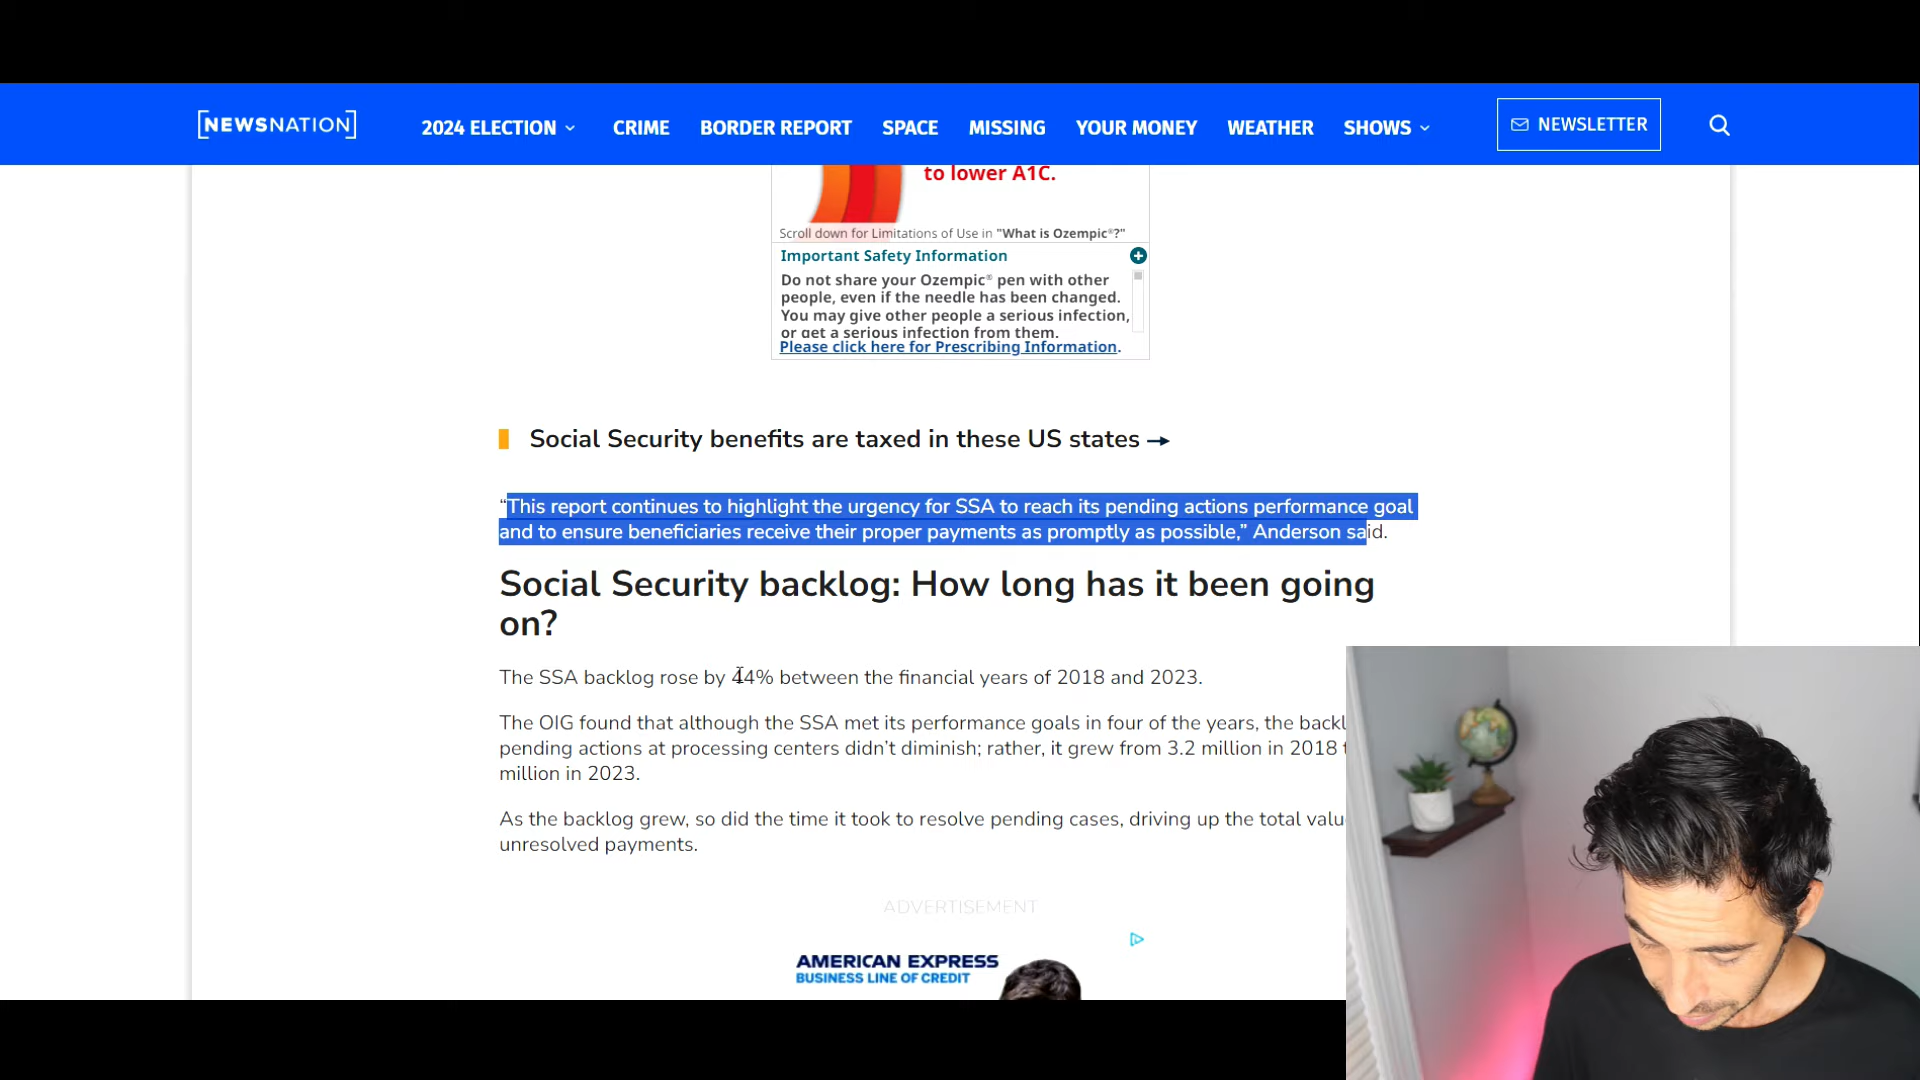 [NEWSNATION]
2024 ELECTION
CRIME
BORDER REPORT
SPACE
MISSING
YOUR MONEY
WEATHER
SHOWS
NEWSLETTER
to lower A1C.
Scroll down for Limitations of Use in "What is Ozempic®?"
Important Safety Information
Do not share your Ozempic® pen with other
people, even if the needle has been changed.
You may give other people a serious infection,
or get a serious infection from them.
Please click here for Prescribing Information.
Social Security benefits are taxed in these US states →
“This report continues to highlight the urgency for SSA to reach its pending actions performance goal
and to ensure beneficiaries receive their proper payments as promptly as possible,” Anderson said.
Social Security backlog: How long has it been going
on?
The SSA backlog rose by 44% between the financial years of 2018 and 2023.
The OIG found that although the SSA met its performance goals in four of the years, the backl
pending actions at processing centers didn’t diminish; rather, it grew from 3.2 million in 2018
million in 2023.
As the backlog grew, so did the time it took to resolve pending cases, driving up the total valu
unresolved payments.
ADVERTISEMENT
AMERICAN EXPRESS
BUSINESS LINE OF CREDIT